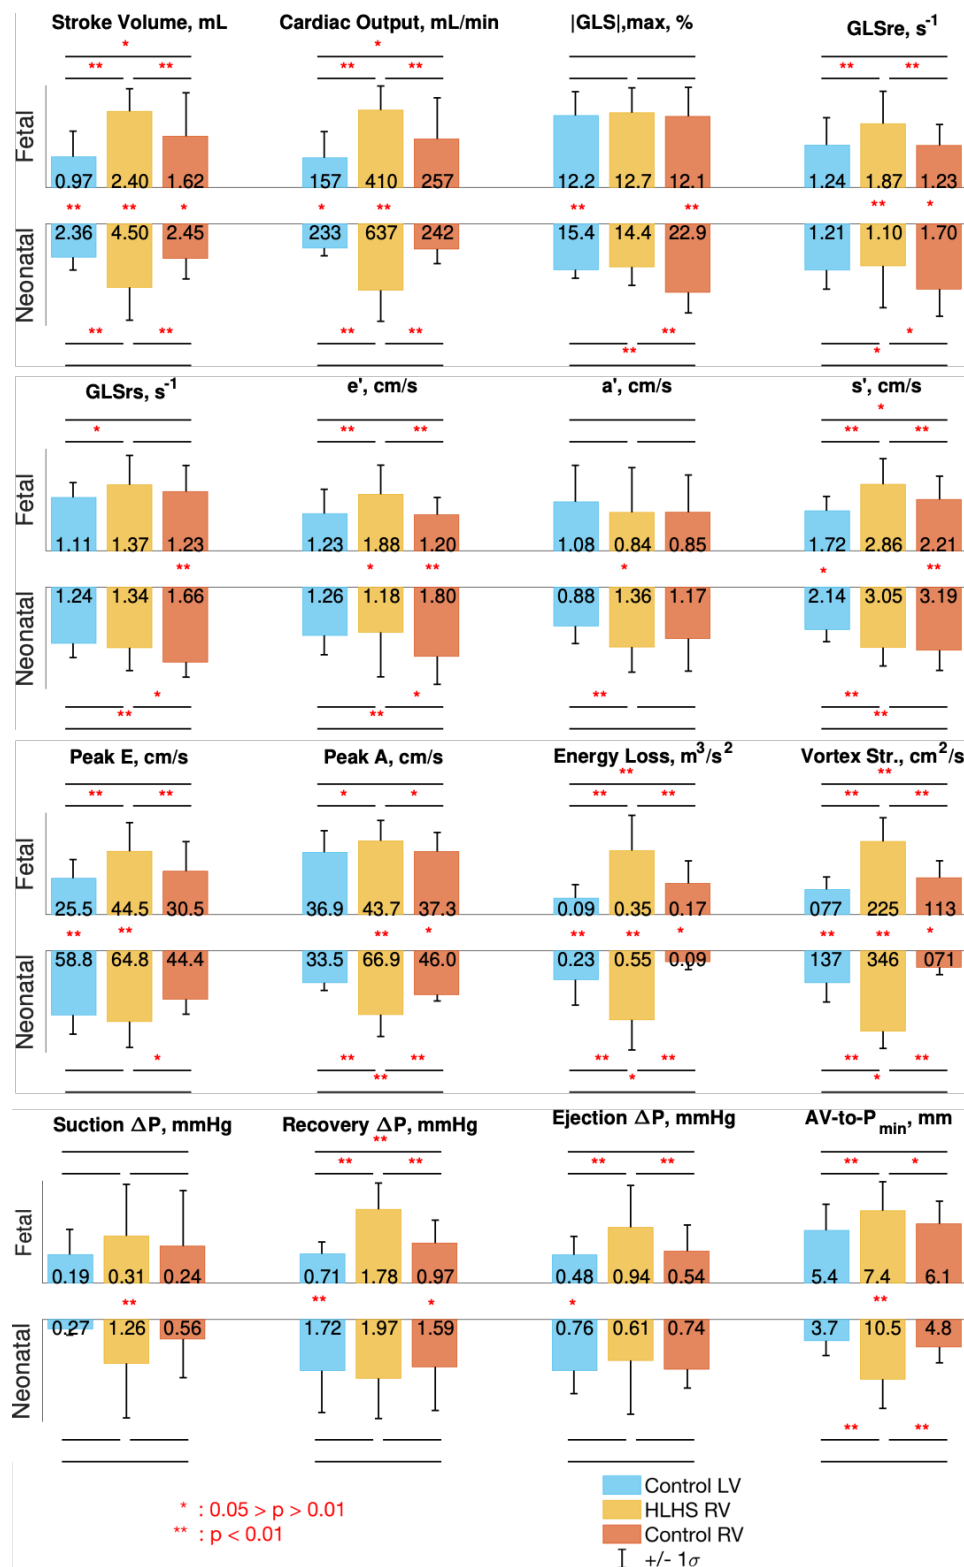 Stroke Volume, mL Cardiac Output, mL/min |GLS|,max, % GLSre, s⁻¹
* *
** ** ** ** ** **
Fetal
0.97 2.40 1.62 157 410 257 12.2 12.7 12.1 1.24 1.87 1.23
** ** * * ** ** ** ** *
2.36 4.50 2.45 233 637 242 15.4 14.4 22.9 1.21 1.10 1.70
Neonatal
** ** ** ** ** *
** *
GLSrs, s⁻¹ e', cm/s a', cm/s s', cm/s
*
* ** ** ** **
Fetal
1.11 1.37 1.23 1.23 1.88 1.20 1.08 0.84 0.85 1.72 2.86 2.21
** * ** * * **
1.24 1.34 1.66 1.26 1.18 1.80 0.88 1.36 1.17 2.14 3.05 3.19
Neonatal
* * ** **
** ** **
Peak E, cm/s Peak A, cm/s Energy Loss, m³/s² Vortex Str., cm²/s
** **
** ** * * ** ** ** **
Fetal
25.5 44.5 30.5 36.9 43.7 37.3 0.09 0.35 0.17 077 225 113
** ** ** * ** ** * ** ** *
58.8 64.8 44.4 33.5 66.9 46.0 0.23 0.55 0.09 137 346 071
Neonatal
* ** ** ** ** ** **
** * *
Suction ΔP, mmHg Recovery ΔP, mmHg Ejection ΔP, mmHg AV-to-P_min, mm
**
** ** ** ** *
Fetal
0.19 0.31 0.24 0.71 1.78 0.97 0.48 0.94 0.54 5.4 7.4 6.1
** ** * * **
0.27 1.26 0.56 1.72 1.97 1.59 0.76 0.61 0.74 3.7 10.5 4.8
Neonatal
** **
* : 0.05 > p > 0.01
** : p < 0.01
Control LV
HLHS RV
Control RV
+/- 1σ